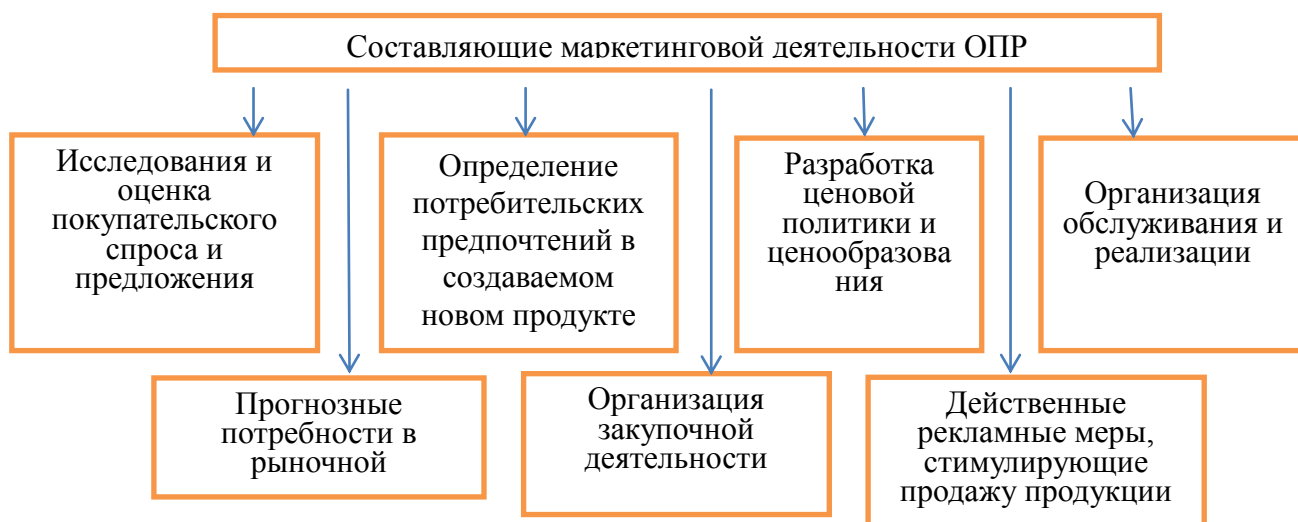 Составляющие маркетинговой деятельности ОПР
Исследования и
оценка
покупательского
спроса и
предложения
Определение
потребительских
предпочтений в
создаваемом
новом продукте
Разработка
ценовой
политики и
ценообразова
ния
Организация
обслуживания и
реализации
Прогнозные
потребности в
рыночной
Организация
закупочной
деятельности
Действенные
рекламные меры,
стимулирующие
продажу продукции